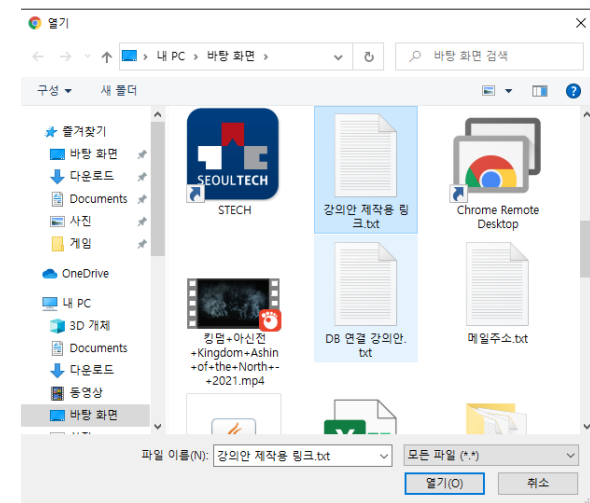 열기
내 PC › 바탕 화면 ›
바탕 화면 검색
구성
새 폴더
즐겨찾기
바탕 화면
다운로드
Documents
사진
게임
OneDrive
내 PC
3D 개체
Documents
다운로드
동영상
바탕 화면
SEOULTECH
STECH
강의안 제작용 링
크.txt
Chrome Remote
Desktop
킹덤+아신전
+Kingdom+Ashin
+of+the+North+-
+2021.mp4
DB 연결 강의안.
txt
메일주소.txt
파일 이름(N):
강의안 제작용 링크.txt
모든 파일 (*.*)
열기(O)
취소